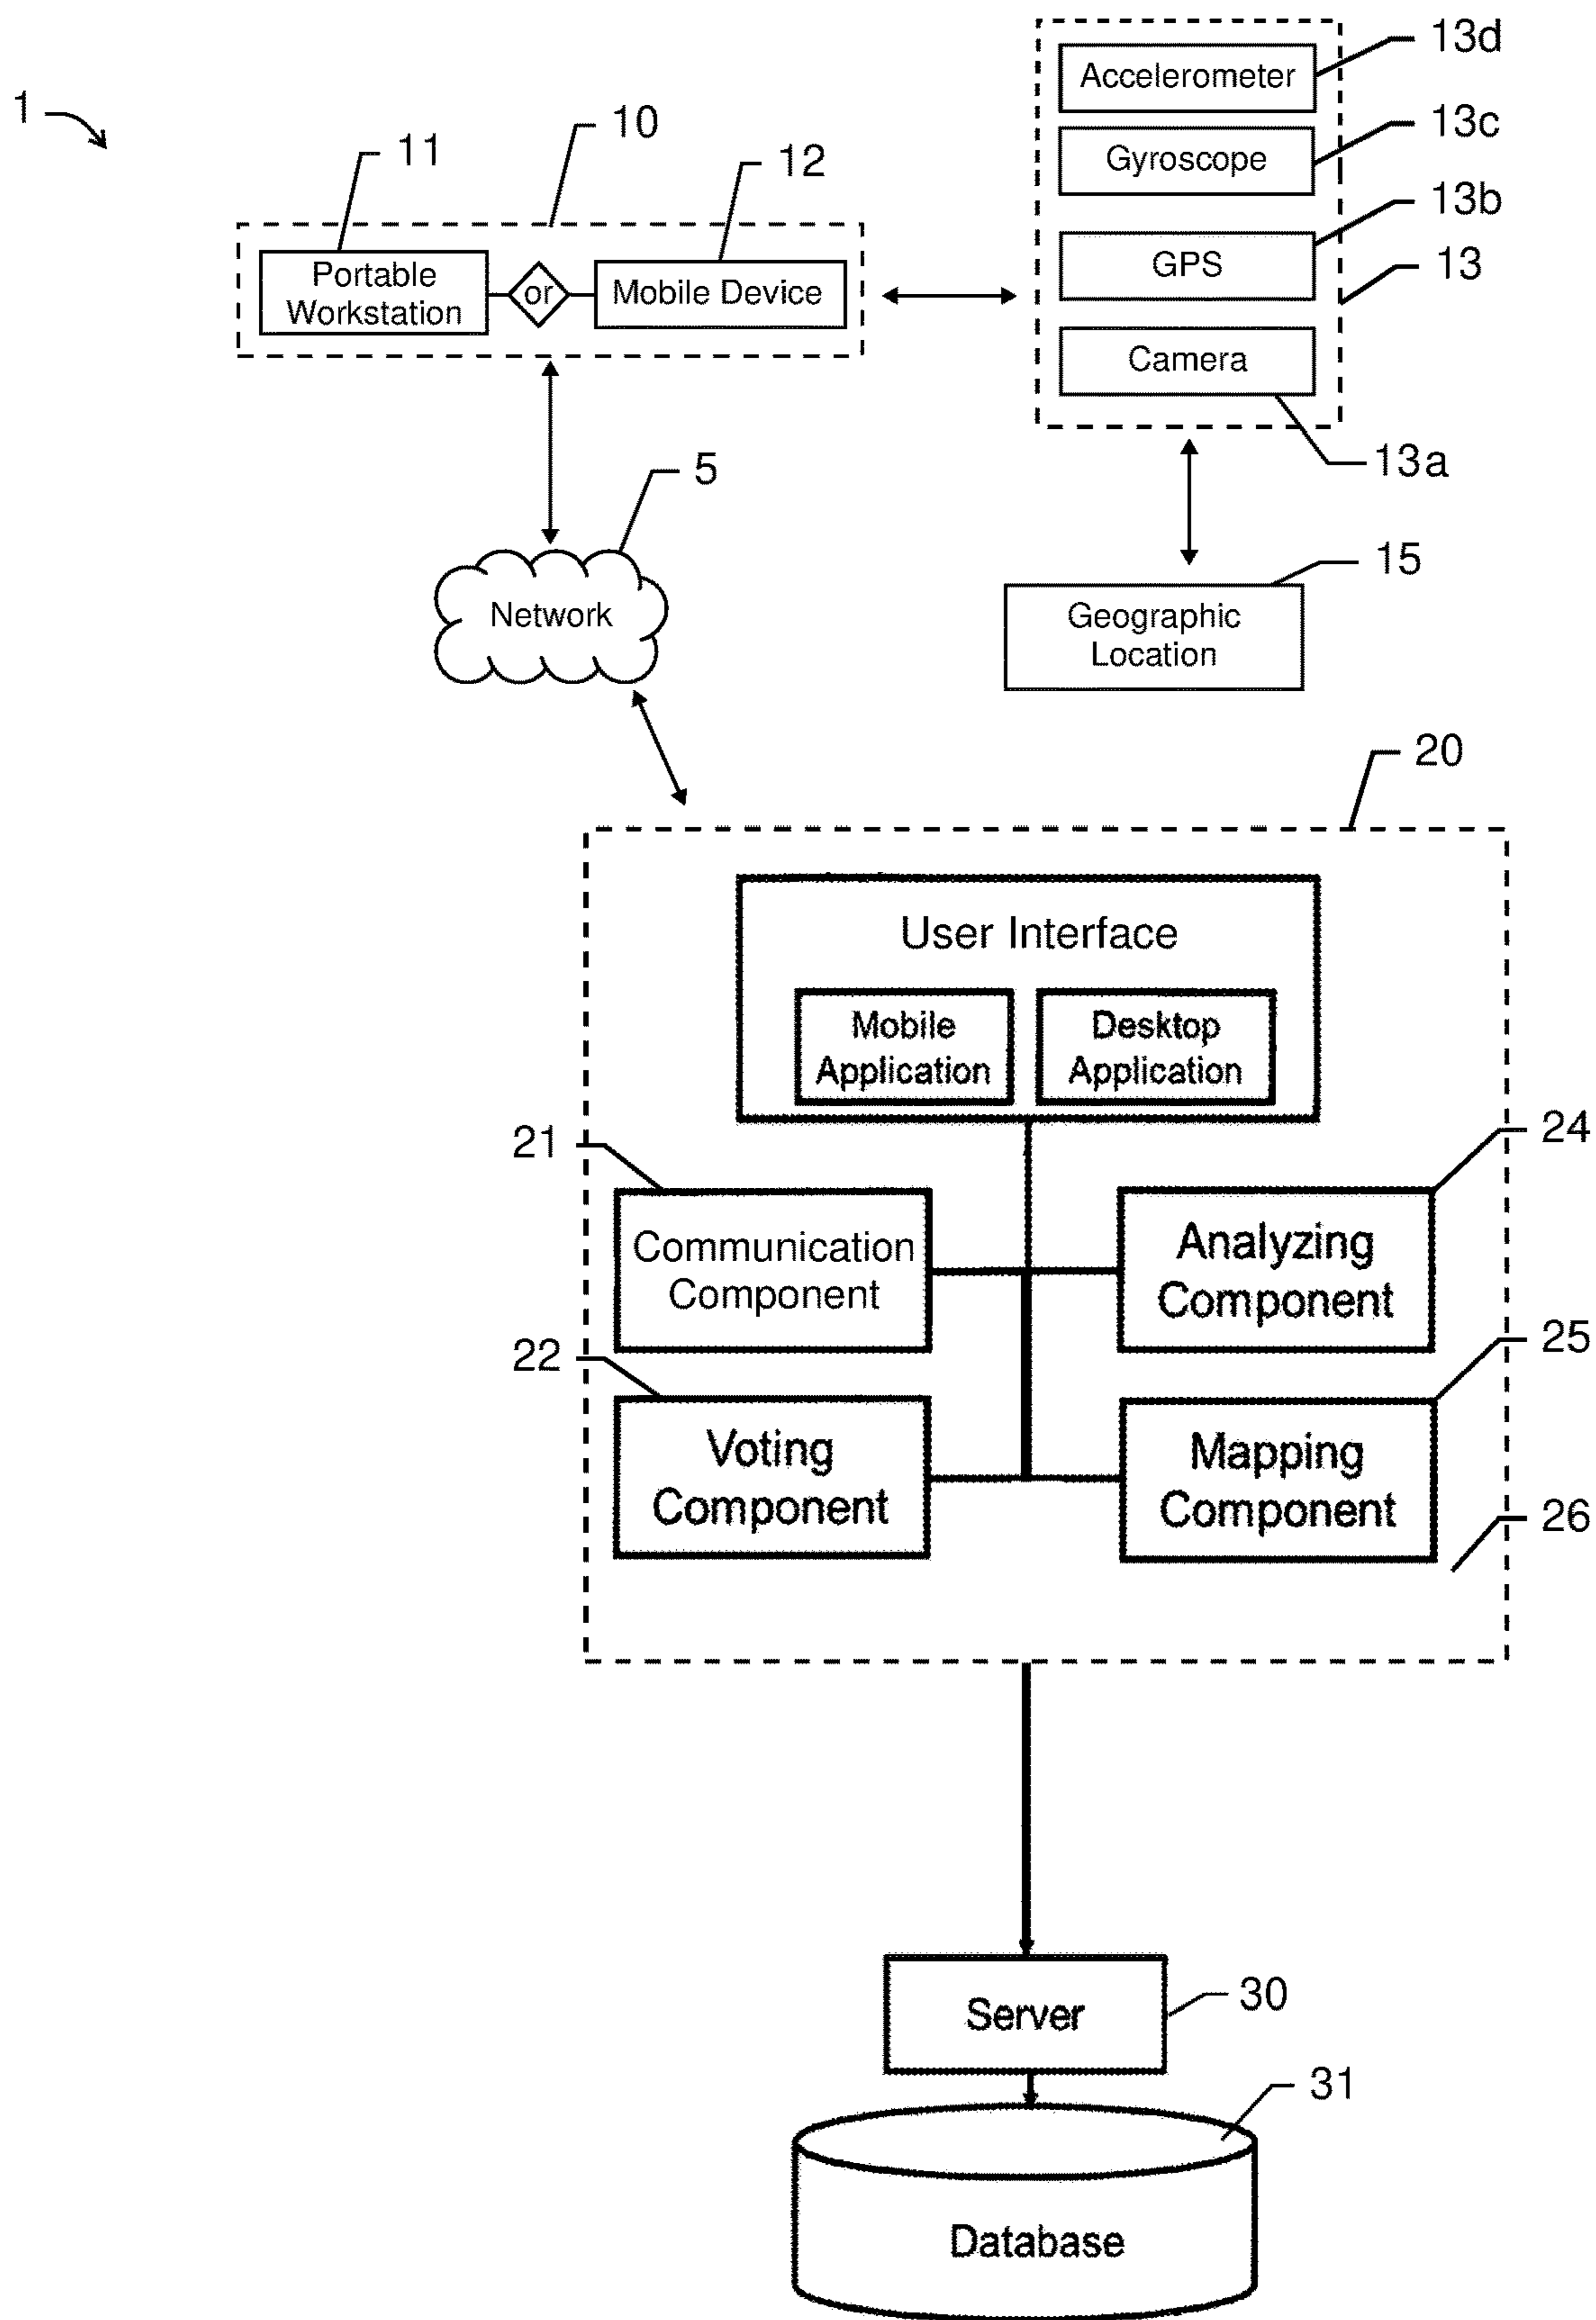 1
10
11
12
Portable
Workstation
or
Mobile Device
13d
Accelerometer
13c
Gyroscope
13b
GPS
13
Camera
13a
5
Network
15
Geographic
Location
20
User Interface
Mobile
Application
Desktop
Application
21
24
Communication
Component
Analyzing
Component
22
25
Voting
Component
Mapping
Component
26
Server
30
31
Database